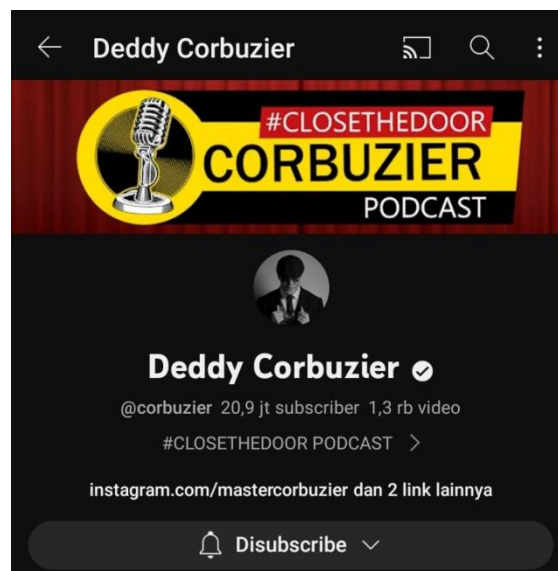 Deddy Corbuzier
#CLOSETHEDOOR
CORBUZIER
PODCAST
Deddy Corbuzier
@corbuzier 20,9 jt subscriber 1,3 rb video
#CLOSETHEDOOR PODCAST >
instagram.com/mastercorbuzier dan 2 link lainnya
Disubscribe